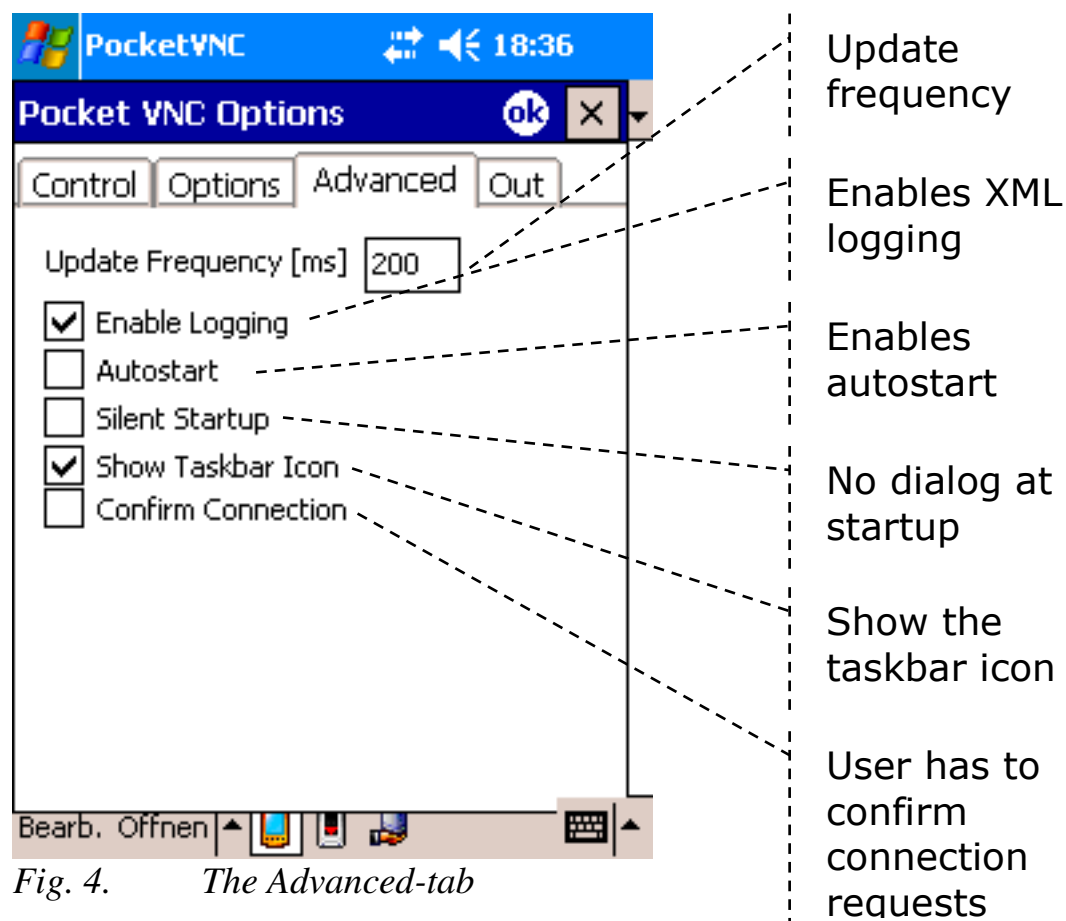 PocketVNC 18:36
Pocket VNC Options ok
Control Options Advanced Out
Update Frequency [ms] 200
Enable Logging
Autostart
Silent Startup
Show Taskbar Icon
Confirm Connection
Bearb. Öffnen
Fig. 4. The Advanced-tab
Update
frequency
Enables XML
logging
Enables
autostart
No dialog at
startup
Show the
taskbar icon
User has to
confirm
connection
requests